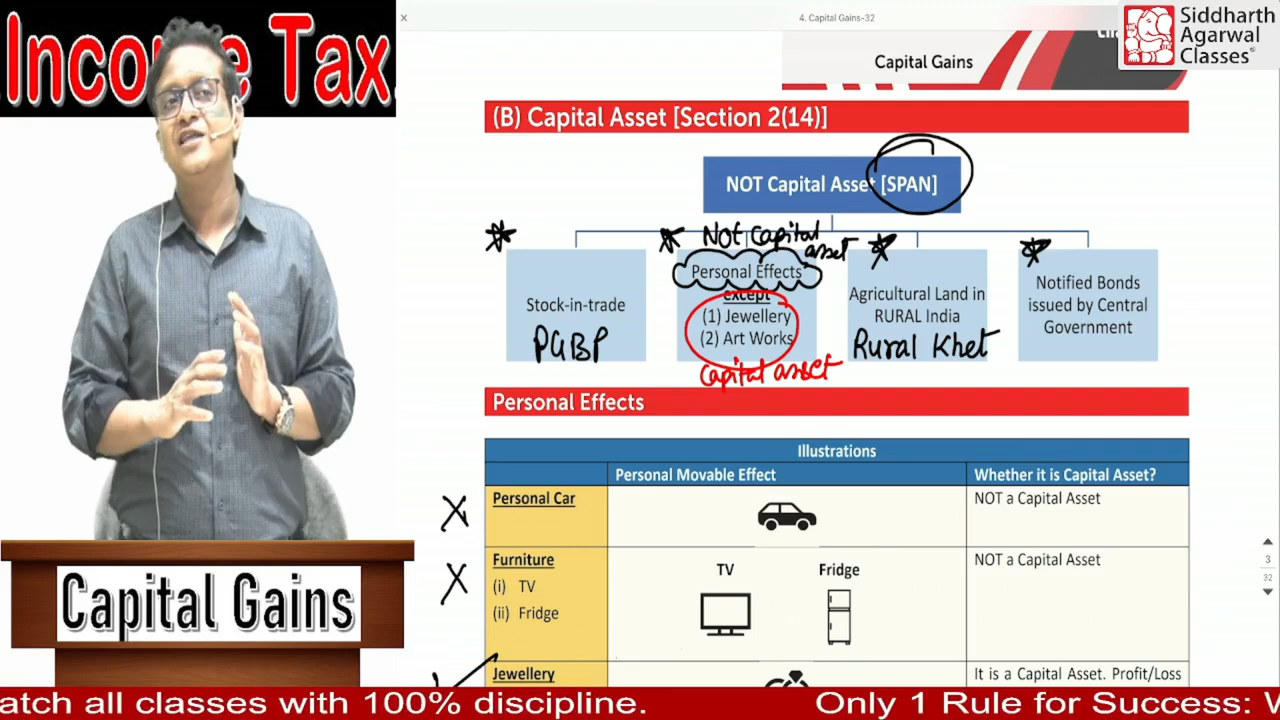 Income Tax.
4. Capital Gains-32
Siddharth
Agarwal
Classes
Capital Gains
(B) Capital Asset [Section 2(14)]
NOT Capital Asset [SPAN]
Not Capital
asset
Stock-in-trade
PGBP
Personal Effects
except
(1) Jewellery
(2) Art Works
Capital asset
Agricultural Land in
RURAL India
Rural Khet
Notified Bonds
issued by Central
Government
Personal Effects
Illustrations
Personal Movable Effect
Whether it is Capital Asset?
Personal Car
NOT a Capital Asset
Furniture
(i) TV
(ii) Fridge
TV
Fridge
NOT a Capital Asset
Jewellery
It is a Capital Asset. Profit/Loss
3
32
Capital Gains
atch all classes with 100% discipline.
Only 1 Rule for Success: W